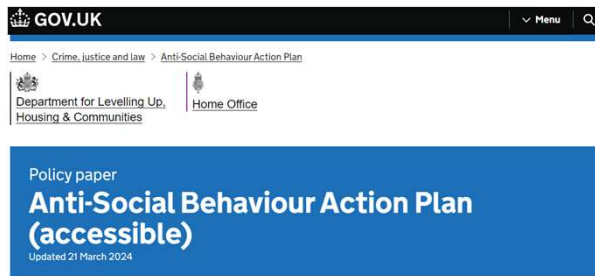 GOV.UK
Menu
Home > Crime, justice and law > Anti-Social Behaviour Action Plan
Department for Levelling Up,
Housing & Communities
Home Office
Policy paper
Anti-Social Behaviour Action Plan
(accessible)
Updated 21 March 2024